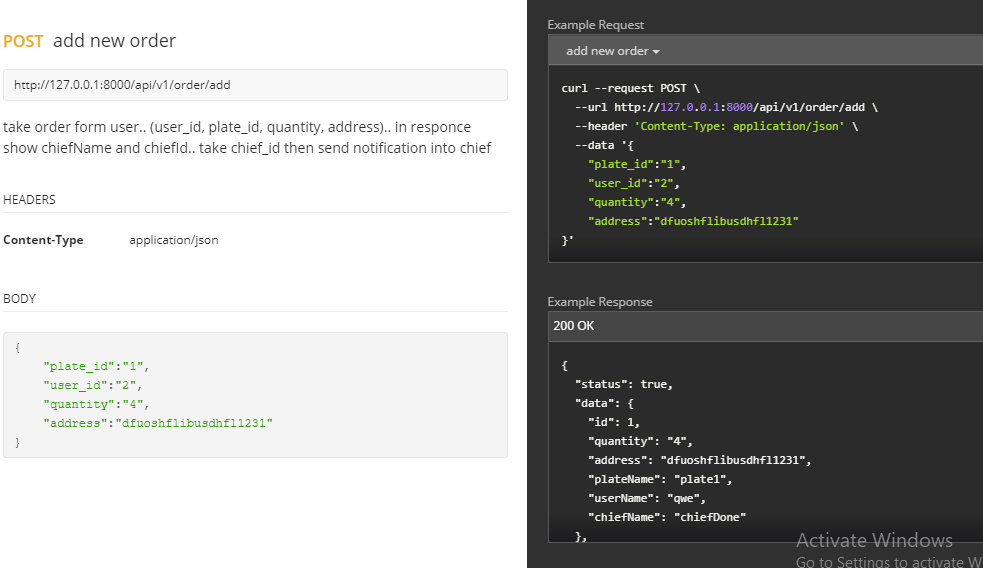 POST add new order
http://127.0.0.1:8000/api/v1/order/add
take order form user.. (user_id, plate_id, quantity, address).. in responce
show chiefName and chiefId.. take chief_id then send notification into chief
HEADERS
Content-Type application/json
BODY
{
"plate_id":"1",
"user_id":"2",
"quantity":"4",
"address":"dfuoshflibusdhfl1231"
}
Example Request
add new order
curl --request POST \
--url http://127.0.0.1:8000/api/v1/order/add \
--header 'Content-Type: application/json' \
--data '{
"plate_id":"1",
"user_id":"2",
"quantity":"4",
"address":"dfuoshflibusdhfl1231"
}'
Example Response
200 OK
{
"status": true,
"data": {
"id": 1,
"quantity": "4",
"address": "dfuoshflibusdhfl1231",
"plateName": "plate1",
"userName": "qwe",
"chiefName": "chiefDone"
},
Activate Windows
Go to Settings to activate W